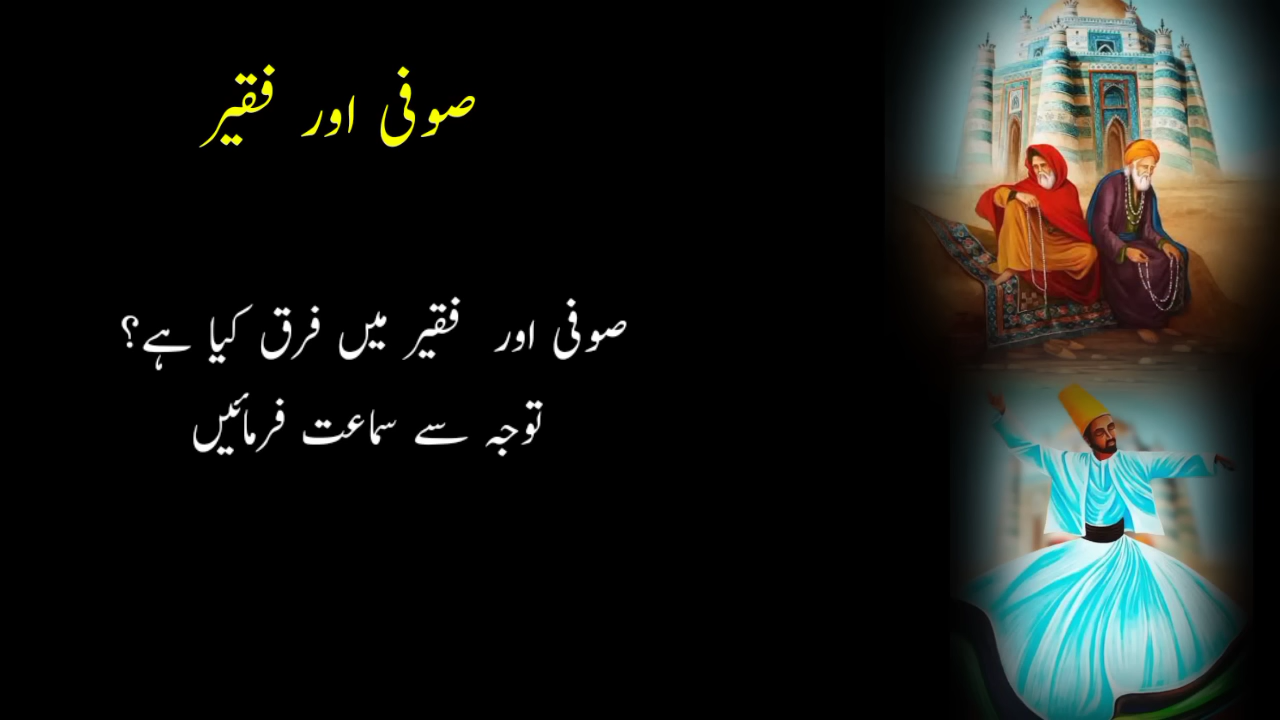 صوفی اور فقیر
صوفی اور فقیر میں فرق کیا ہے؟
توجہ سے سماعت فرمائیں